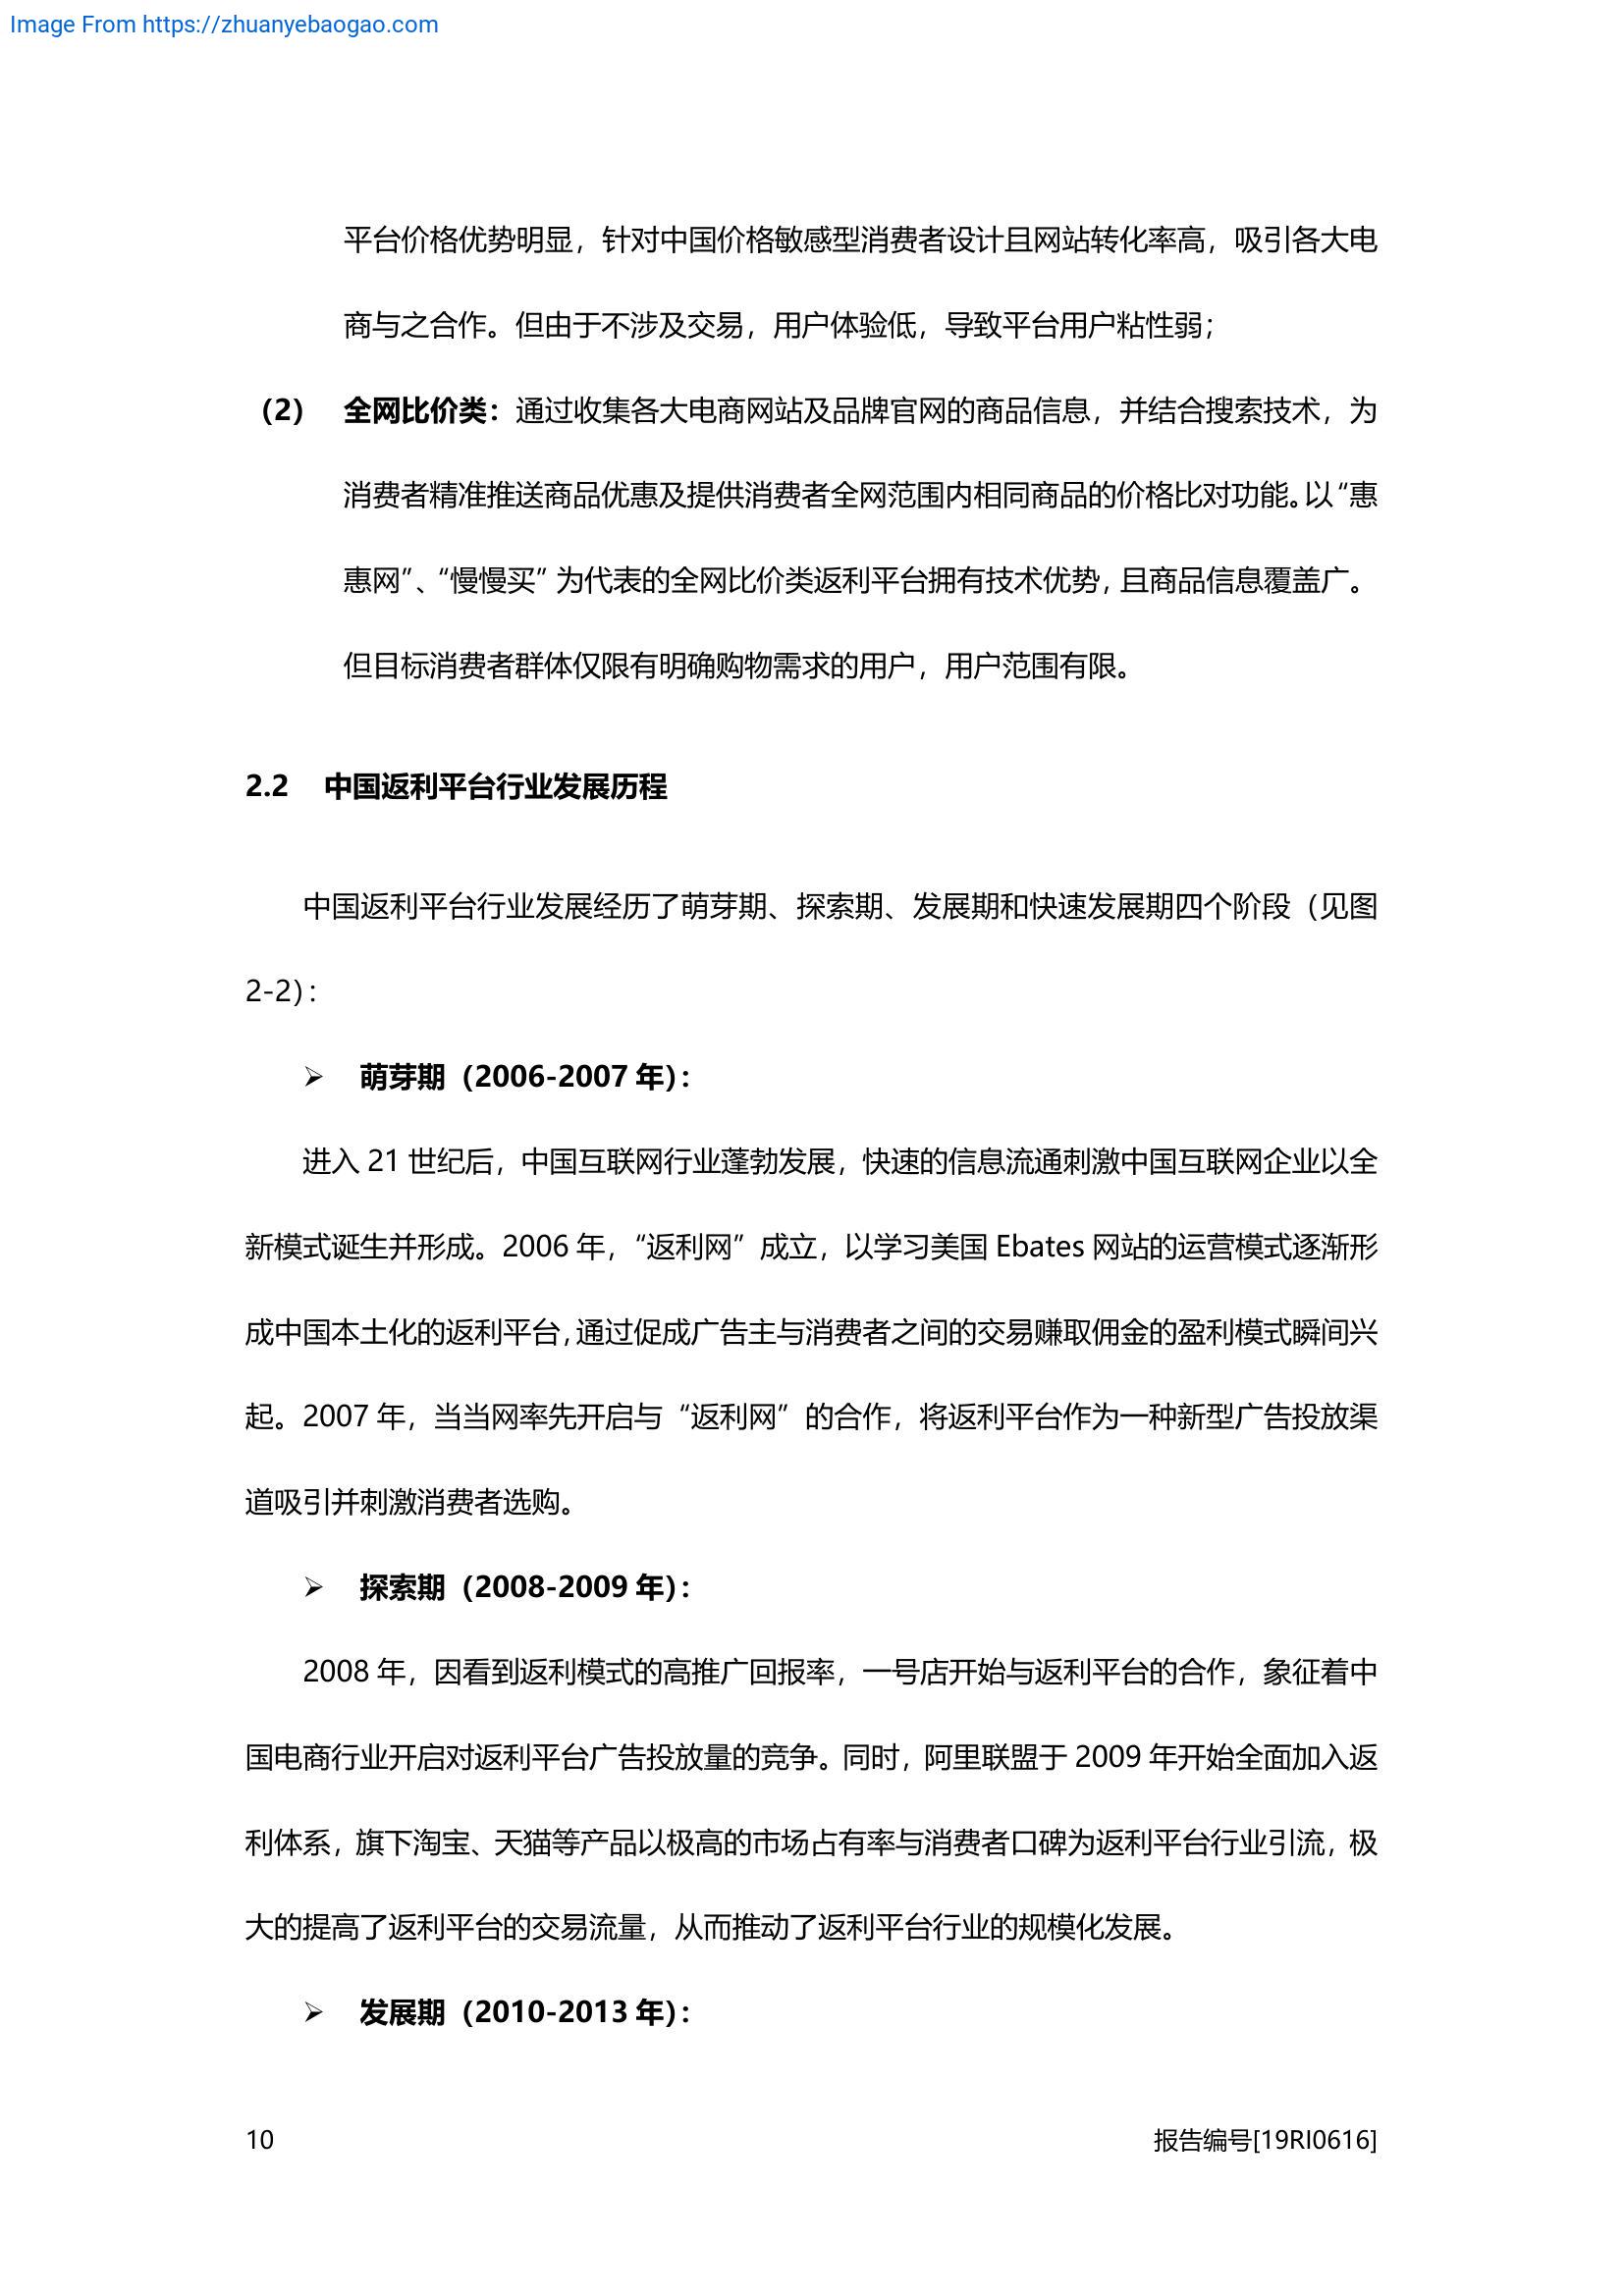 Image From https://zhuanyebaogao.com
平台价格优势明显，针对中国价格敏感型消费者设计且网站转化率高，吸引各大电
商与之合作。但由于不涉及交易，用户体验低，导致平台用户粘性弱；
（2） 全网比价类：通过收集各大电商网站及品牌官网的商品信息，并结合搜索技术，为
消费者精准推送商品优惠及提供消费者全网范围内相同商品的价格比对功能。以“惠
惠网”、“慢慢买”为代表的全网比价类返利平台拥有技术优势，且商品信息覆盖广。
但目标消费者群体仅限有明确购物需求的用户，用户范围有限。
2.2 中国返利平台行业发展历程
中国返利平台行业发展经历了萌芽期、探索期、发展期和快速发展期四个阶段（见图
2-2）：
➢ 萌芽期（2006-2007 年）：
进入 21 世纪后，中国互联网行业蓬勃发展，快速的信息流通刺激中国互联网企业以全
新模式诞生并形成。2006 年，“返利网”成立，以学习美国 Ebates 网站的运营模式逐渐形
成中国本土化的返利平台，通过促成广告主与消费者之间的交易赚取佣金的盈利模式瞬间兴
起。2007 年，当当网率先开启与“返利网”的合作，将返利平台作为一种新型广告投放渠
道吸引并刺激消费者选购。
➢ 探索期（2008-2009 年）：
2008 年，因看到返利模式的高推广回报率，一号店开始与返利平台的合作，象征着中
国电商行业开启对返利平台广告投放量的竞争。同时，阿里联盟于 2009 年开始全面加入返
利体系，旗下淘宝、天猫等产品以极高的市场占有率与消费者口碑为返利平台行业引流，极
大的提高了返利平台的交易流量，从而推动了返利平台行业的规模化发展。
➢ 发展期（2010-2013 年）：
10 报告编号[19RI0616]